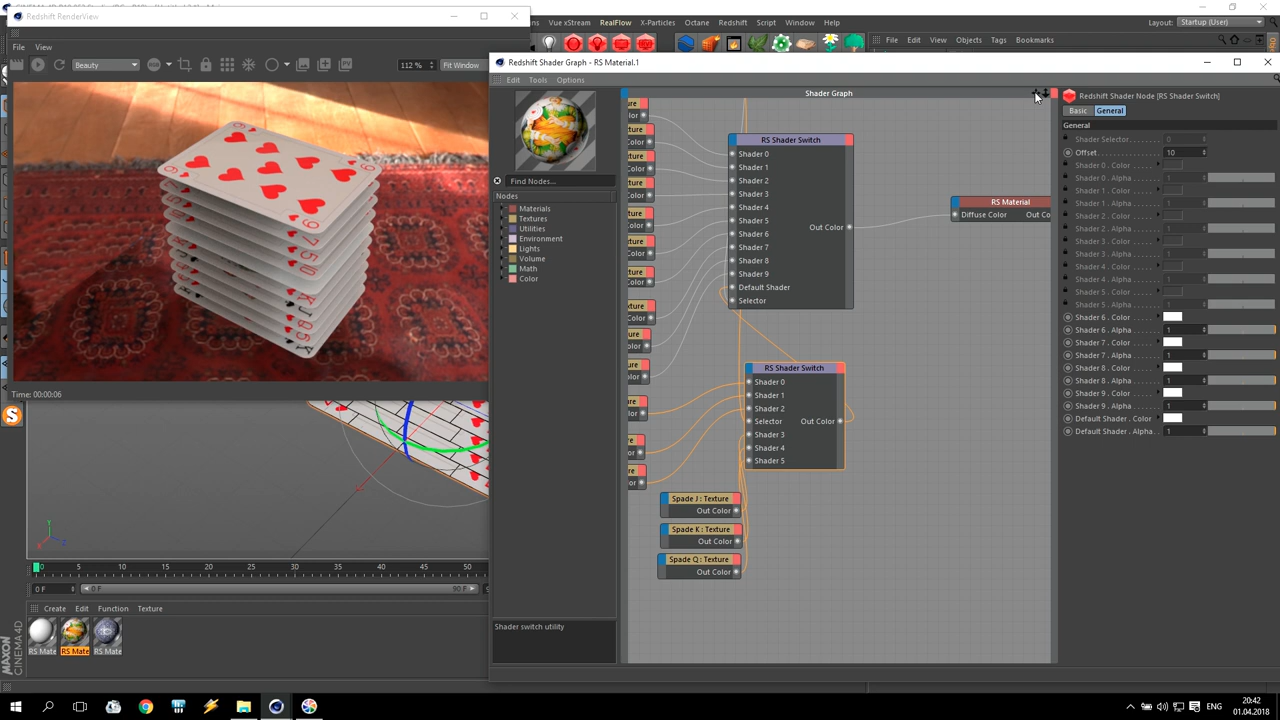 Redshift RenderView
File View
Beauty
112 %
Fit Window
Time: 00:00:06
Vue xStream RealFlow X-Particles Octane Redshift Script Window Help
Layout: Startup (User)
File Edit View Objects Tags Bookmarks
Redshift Shader Graph - RS Material.1
Edit Tools Options
Find Nodes...
Nodes
Materials
Textures
Utilities
Environment
Lights
Volume
Math
Color
Shader switch utility
Shader Graph
RS Shader Switch
Shader 0
Shader 1
Shader 2
Shader 3
Shader 4
Shader 5
Shader 6
Out Color
Shader 7
Shader 8
Shader 9
Default Shader
Selector
RS Material
Diffuse Color Out Co
RS Shader Switch
Shader 0
Shader 1
Shader 2
Selector Out Color
Shader 3
Shader 4
Shader 5
Spade J : Texture
Out Color
Spade K : Texture
Out Color
Spade Q : Texture
Out Color
Redshift Shader Node [RS Shader Switch]
Basic General
General
Shader Selector 0
Offset 10
Shader 0 . Color
Shader 0 . Alpha 1
Shader 1 . Color
Shader 1 . Alpha 1
Shader 2 . Color
Shader 2 . Alpha 1
Shader 3 . Color
Shader 3 . Alpha 1
Shader 4 . Color
Shader 4 . Alpha 1
Shader 5 . Color
Shader 5 . Alpha 1
Shader 6 . Color
Shader 6 . Alpha 1
Shader 7 . Color
Shader 7 . Alpha 1
Shader 8 . Color
Shader 8 . Alpha 1
Shader 9 . Color
Shader 9 . Alpha 1
Default Shader . Color
Default Shader . Alpha 1
0 5 10 15 20 25 30 35 40 45 50
0 F 0 F 90 F
Create Edit Function Texture
RS Mate RS Mate RS Mate
MAXON CINEMA 4D
ENG
20:42
01.04.2018